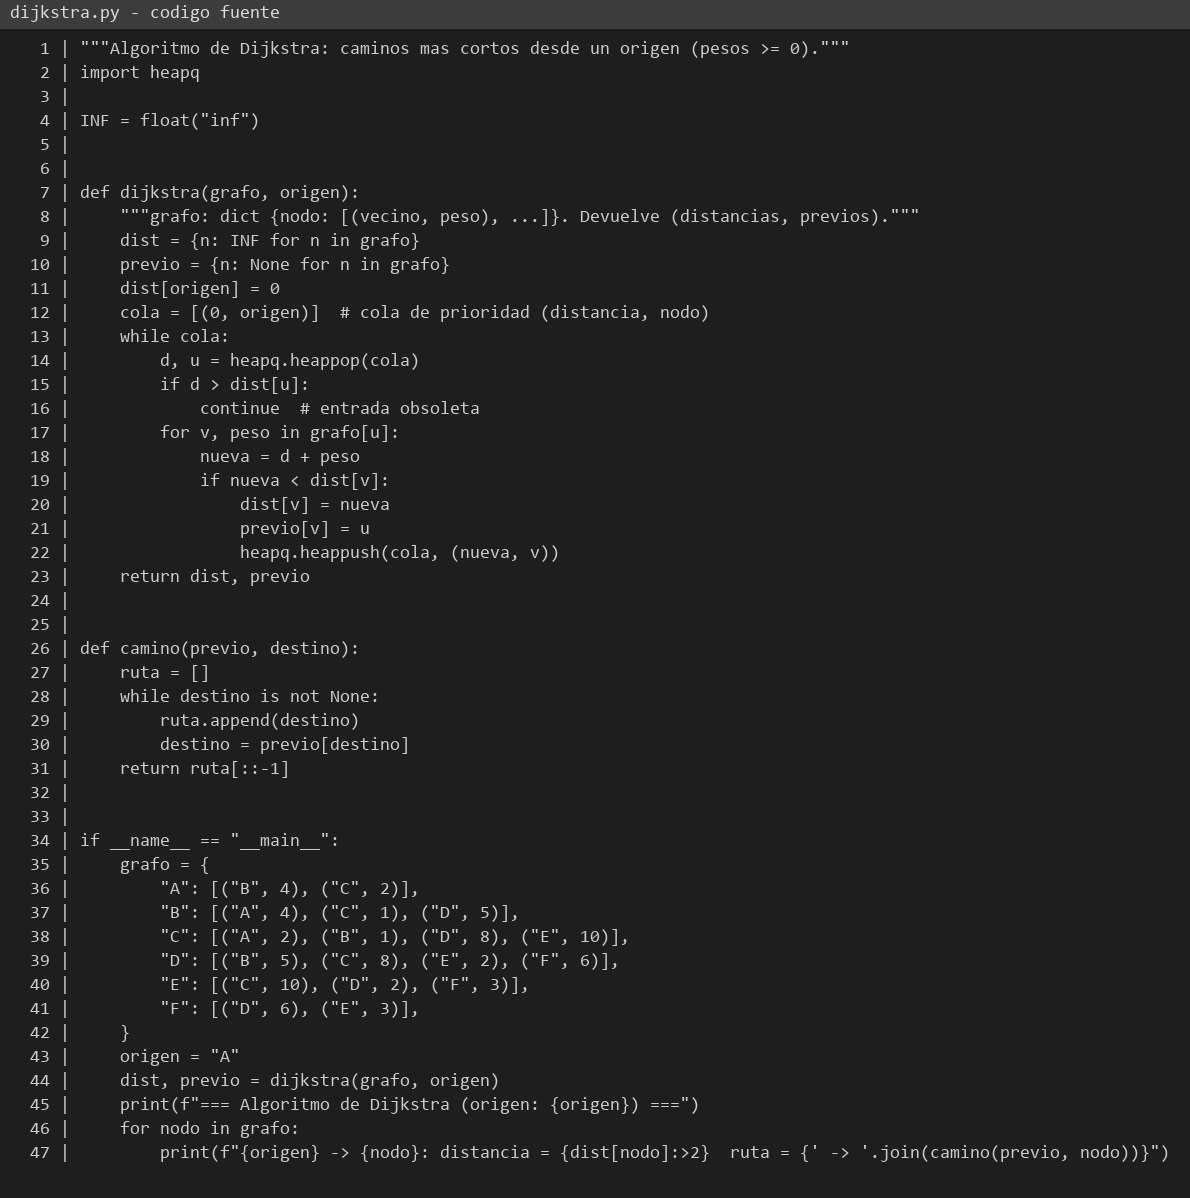 dijkstra.py - codigo fuente
 1 | """Algoritmo de Dijkstra: caminos mas cortos desde un origen (pesos >= 0)."""
 2 | import heapq
 3 |
 4 | INF = float("inf")
 5 |
 6 |
 7 | def dijkstra(grafo, origen):
 8 |     """grafo: dict {nodo: [(vecino, peso), ...]}. Devuelve (distancias, previos)."""
 9 |     dist = {n: INF for n in grafo}
10 |     previo = {n: None for n in grafo}
11 |     dist[origen] = 0
12 |     cola = [(0, origen)]  # cola de prioridad (distancia, nodo)
13 |     while cola:
14 |         d, u = heapq.heappop(cola)
15 |         if d > dist[u]:
16 |             continue  # entrada obsoleta
17 |         for v, peso in grafo[u]:
18 |             nueva = d + peso
19 |             if nueva < dist[v]:
20 |                 dist[v] = nueva
21 |                 previo[v] = u
22 |                 heapq.heappush(cola, (nueva, v))
23 |     return dist, previo
24 |
25 |
26 | def camino(previo, destino):
27 |     ruta = []
28 |     while destino is not None:
29 |         ruta.append(destino)
30 |         destino = previo[destino]
31 |     return ruta[::-1]
32 |
33 |
34 | if __name__ == "__main__":
35 |     grafo = {
36 |         "A": [("B", 4), ("C", 2)],
37 |         "B": [("A", 4), ("C", 1), ("D", 5)],
38 |         "C": [("A", 2), ("B", 1), ("D", 8), ("E", 10)],
39 |         "D": [("B", 5), ("C", 8), ("E", 2), ("F", 6)],
40 |         "E": [("C", 10), ("D", 2), ("F", 3)],
41 |         "F": [("D", 6), ("E", 3)],
42 |     }
43 |     origen = "A"
44 |     dist, previo = dijkstra(grafo, origen)
45 |     print(f"=== Algoritmo de Dijkstra (origen: {origen}) ===")
46 |     for nodo in grafo:
47 |         print(f"{origen} -> {nodo}: distancia = {dist[nodo]:>2}  ruta = {' -> '.join(camino(previo, nodo))}")